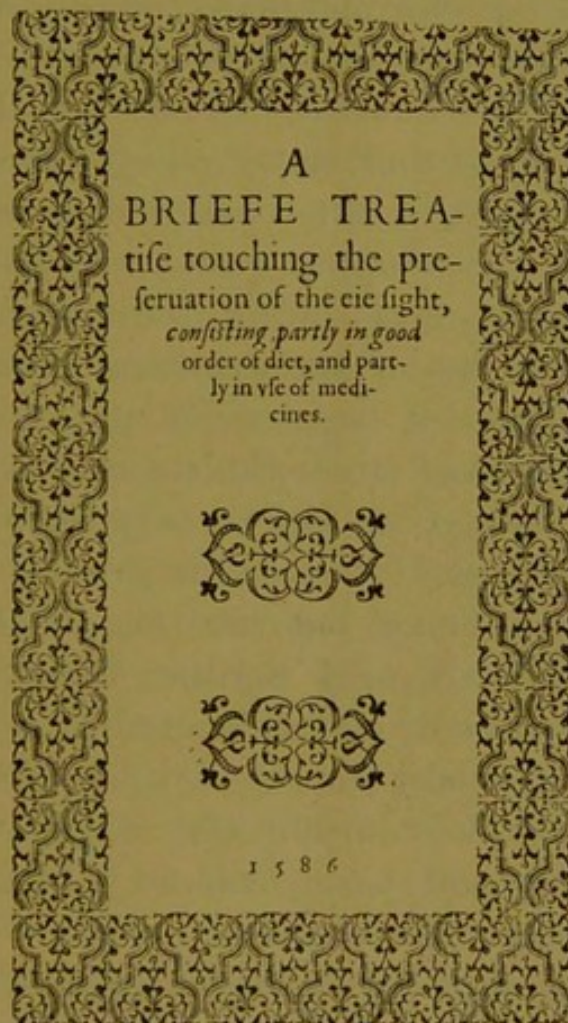 A
BRIEFE TREA-
tiſe touching the pre-
ſeruation of the eie ſight,
conſiſting partly in good
order of diet, and part-
ly in vſe of medi-
cines.
1586